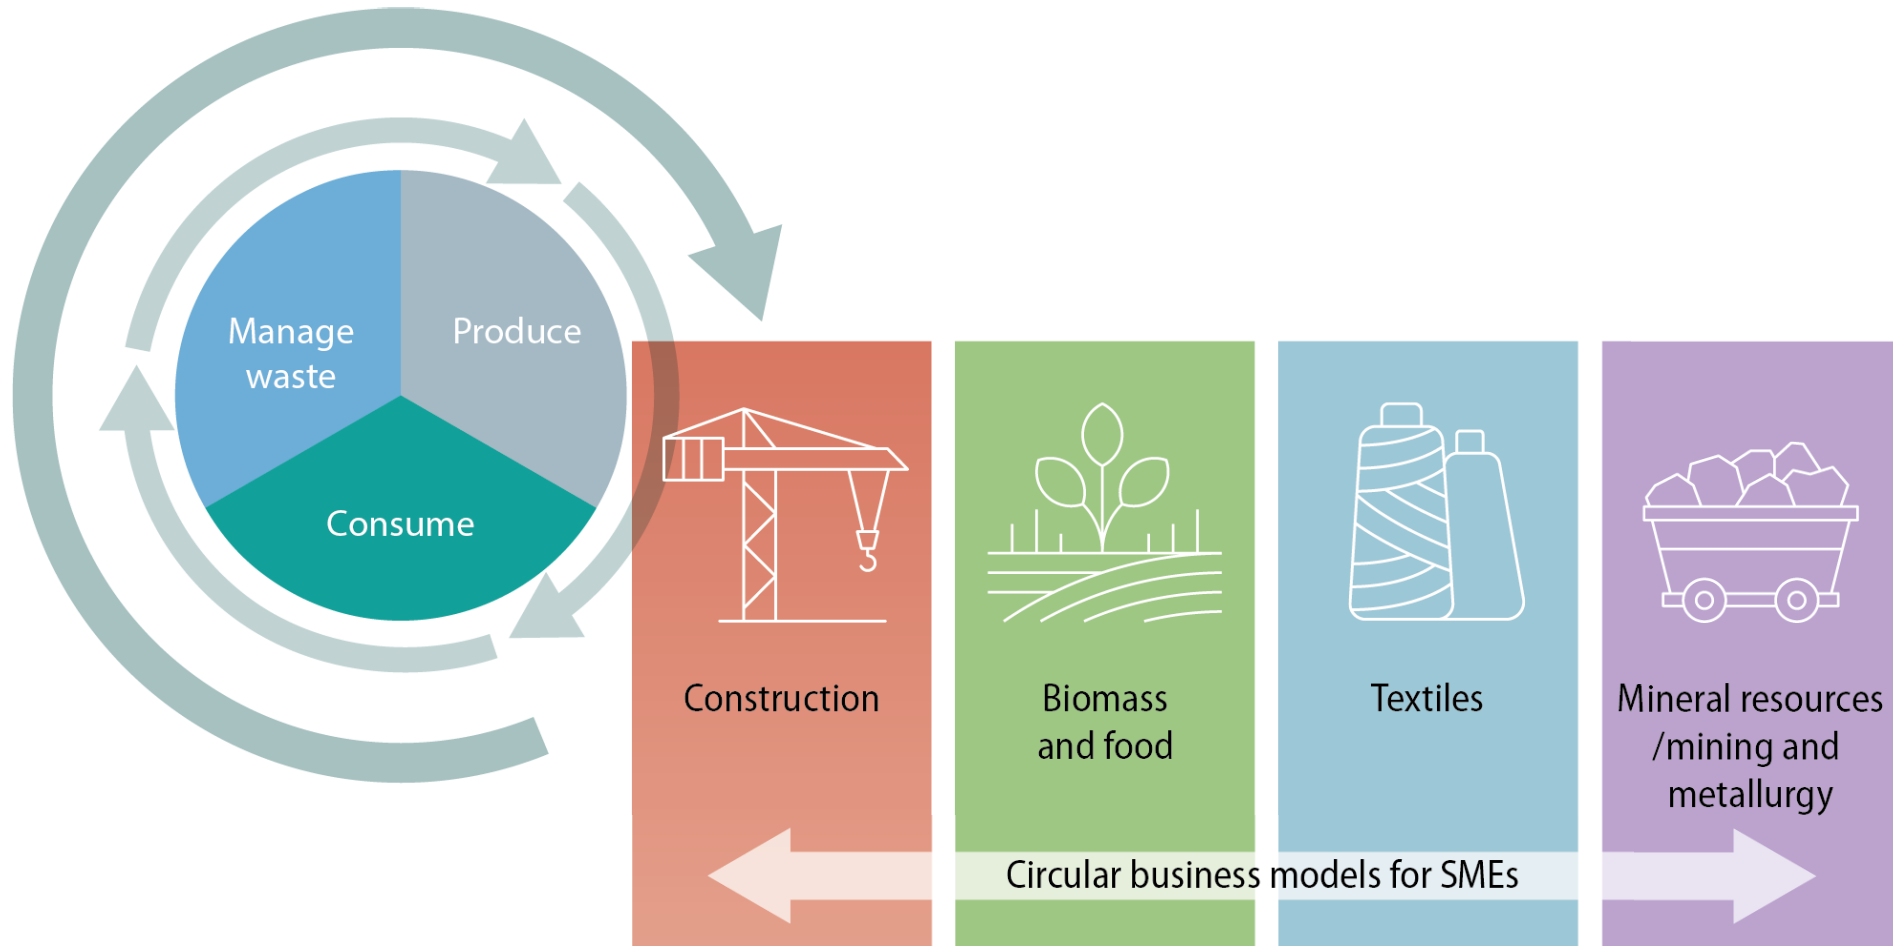 Manage
waste
Produce
Consume
Construction
Biomass
and food
Textiles
Mineral resources
/mining and
metallurgy
Circular business models for SMEs